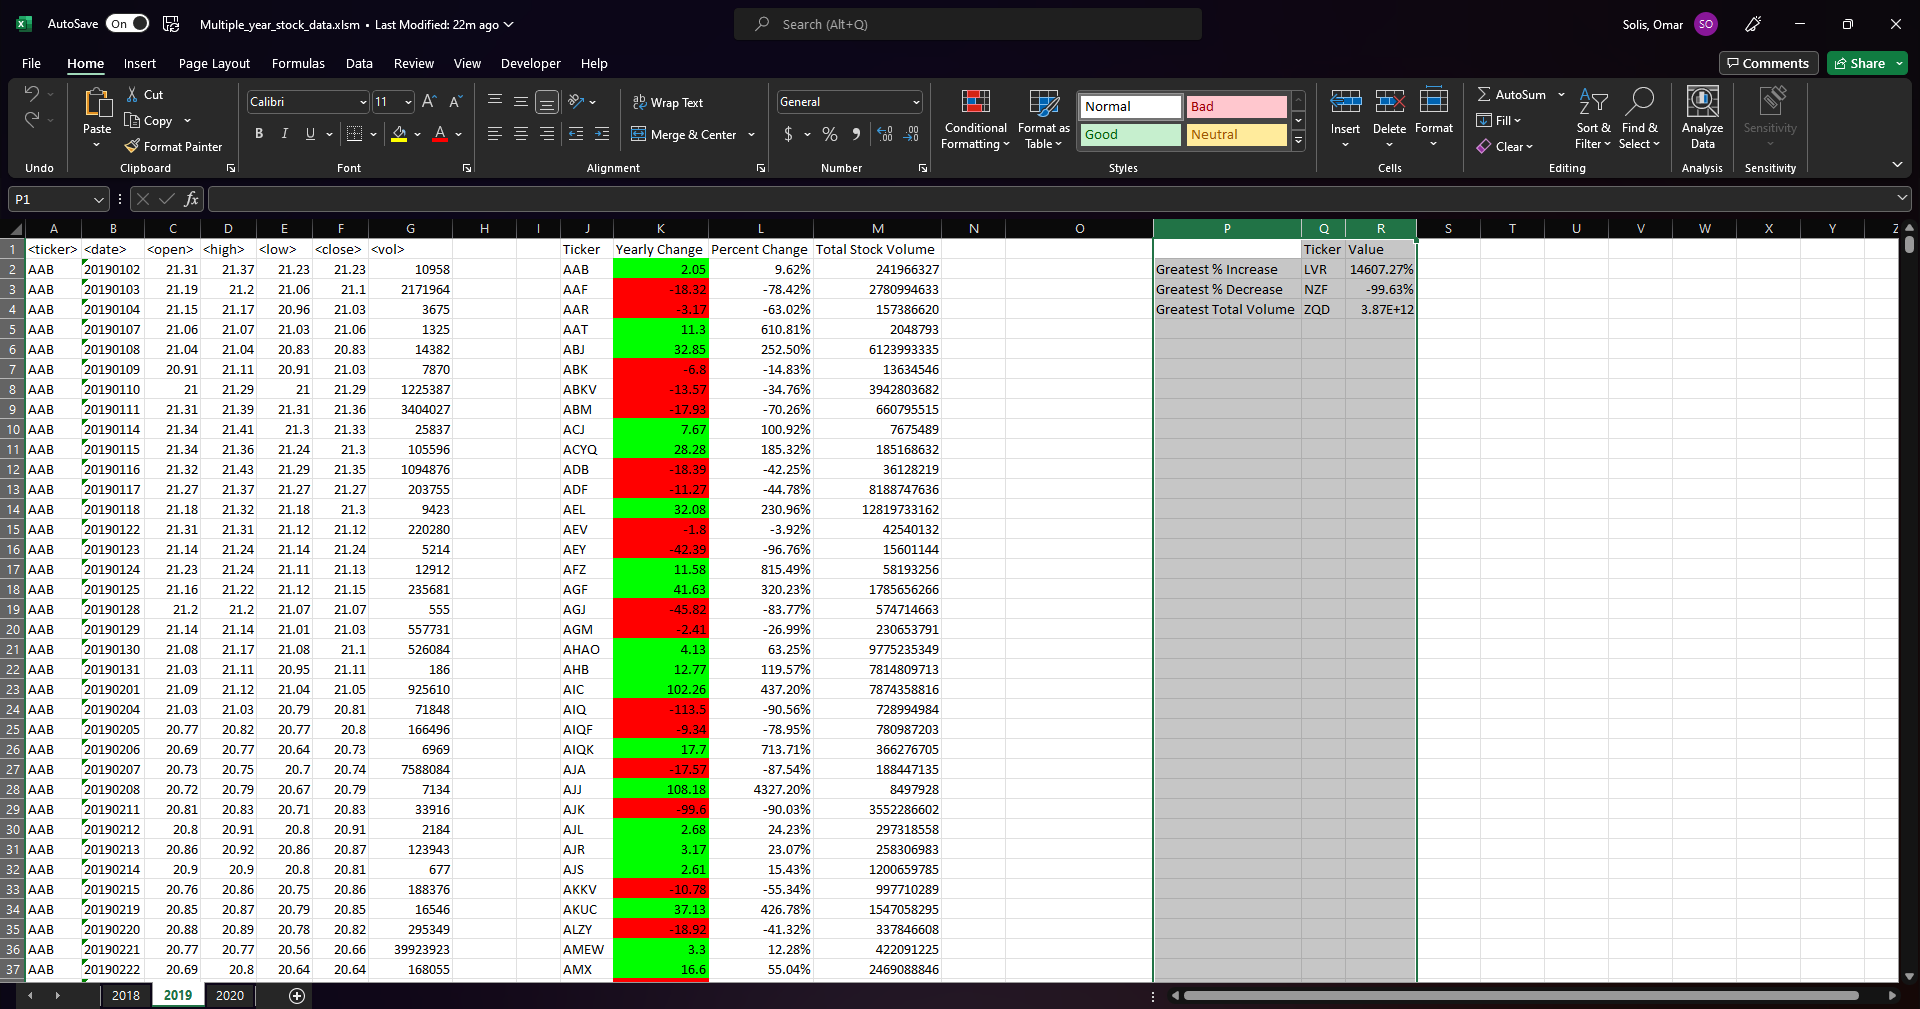 AutoSave On Multiple_year_stock_data.xlsm • Last Modified: 22m ago Search (Alt+Q) Solis, Omar SO
File Home Insert Page Layout Formulas Data Review View Developer Help Comments Share
Paste Cut Copy Format Painter
Calibri 11 B I U A A A
ab Wrap Text Merge & Center
General $ % 9
Conditional Formatting Format as Table
Normal Bad
Good Neutral
Insert Delete Format
AutoSum Fill Clear Sort & Filter Find & Select
Analyze Data Sensitivity
Undo Clipboard Font Alignment Number Styles Cells Editing Analysis Sensitivity
P1 fx
A B C D E F G H I J K L M N O P Q R S T U V W X Y Z
1 <ticker> <date> <open> <high> <low> <close> <vol> Ticker Yearly Change Percent Change Total Stock Volume Ticker Value
2 AAB 20190102 21.31 21.37 21.23 21.23 10958 AAB 2.05 9.62% 241966327 Greatest % Increase LVR 14607.27%
3 AAB 20190103 21.19 21.2 21.06 21.1 2171964 AAF -18.32 -78.42% 2780994633 Greatest % Decrease NZF -99.63%
4 AAB 20190104 21.15 21.17 20.96 21.03 3675 AAR -3.17 -63.02% 157386620 Greatest Total Volume ZQD 3.87E+12
5 AAB 20190107 21.06 21.07 21.03 21.06 1325 AAT 11.3 610.81% 2048793
6 AAB 20190108 21.04 21.04 20.83 20.83 14382 ABJ 32.85 252.50% 6123993335
7 AAB 20190109 20.91 21.11 20.91 21.03 7870 ABK -6.8 -14.83% 13634546
8 AAB 20190110 21 21.29 21 21.29 1225387 ABKV -13.57 -34.76% 3942803682
9 AAB 20190111 21.31 21.39 21.31 21.36 3404027 ABM -17.93 -70.26% 660795515
10 AAB 20190114 21.34 21.41 21.3 21.33 25837 ACJ 7.67 100.92% 7675489
11 AAB 20190115 21.34 21.36 21.24 21.3 105596 ACYQ 28.28 185.32% 185168632
12 AAB 20190116 21.32 21.43 21.29 21.35 1094876 ADB -18.39 -42.25% 36128219
13 AAB 20190117 21.27 21.37 21.27 21.27 203755 ADF -11.27 -44.78% 8188747636
14 AAB 20190118 21.18 21.32 21.18 21.3 9423 AEL 32.08 230.96% 12819733162
15 AAB 20190122 21.31 21.31 21.12 21.12 220280 AEV -1.8 -3.92% 42540132
16 AAB 20190123 21.14 21.24 21.14 21.24 5214 AEY -42.39 -96.76% 15601144
17 AAB 20190124 21.23 21.24 21.11 21.13 12912 AFZ 11.58 815.49% 58193256
18 AAB 20190125 21.16 21.22 21.12 21.15 235681 AGF 41.63 320.23% 1785656266
19 AAB 20190128 21.2 21.2 21.07 21.07 555 AGJ -45.82 -83.77% 574714663
20 AAB 20190129 21.14 21.14 21.01 21.03 557731 AGM -2.41 -26.99% 230653791
21 AAB 20190130 21.08 21.17 21.08 21.1 526084 AHAO 4.13 63.25% 9775235349
22 AAB 20190131 21.03 21.11 20.95 21.11 186 AHB 12.77 119.57% 7814809713
23 AAB 20190201 21.09 21.12 21.04 21.05 925610 AIC 102.26 437.20% 7874358816
24 AAB 20190204 21.03 21.03 20.79 20.81 71848 AIQ -113.5 -90.56% 728994984
25 AAB 20190205 20.77 20.82 20.77 20.8 166496 AIQF -9.34 -78.95% 780987203
26 AAB 20190206 20.69 20.77 20.64 20.73 6969 AIQK 17.7 713.71% 366276705
27 AAB 20190207 20.73 20.75 20.7 20.74 7588084 AJA -17.57 -87.54% 188447135
28 AAB 20190208 20.72 20.79 20.67 20.79 7134 AJJ 108.18 4327.20% 8497928
29 AAB 20190211 20.81 20.83 20.71 20.83 33916 AJK -99.6 -90.03% 3552286602
30 AAB 20190212 20.8 20.91 20.8 20.91 2184 AJL 2.68 24.23% 297318558
31 AAB 20190213 20.86 20.92 20.86 20.87 123943 AJR 3.17 23.07% 258306983
32 AAB 20190214 20.9 20.9 20.8 20.81 677 AJS 2.61 15.43% 1200659785
33 AAB 20190215 20.76 20.86 20.75 20.86 188376 AKKV -10.78 -55.34% 997710289
34 AAB 20190219 20.85 20.87 20.79 20.85 16546 AKUC 37.13 426.78% 1547058295
35 AAB 20190220 20.88 20.89 20.78 20.82 295349 ALZY -18.92 -41.32% 337846608
36 AAB 20190221 20.77 20.77 20.56 20.66 39923923 AMEW 3.3 12.28% 422091225
37 AAB 20190222 20.69 20.8 20.64 20.64 168055 AMX 16.6 55.04% 2469088846
2018 2019 2020